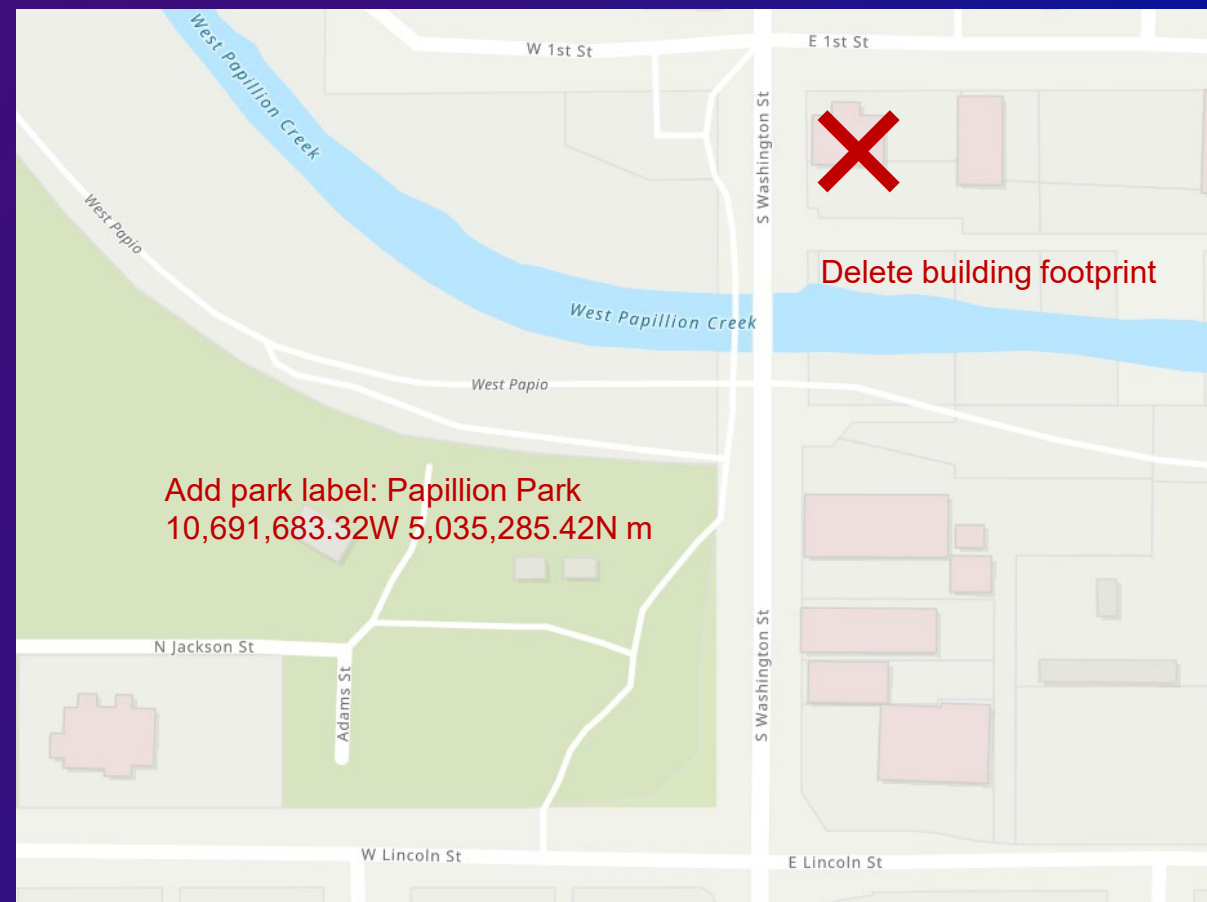 W 1st St
E 1st St
West Papillion Creek
S Washington St
West Papio
Delete building footprint
West Papillion Creek
West Papio
Add park label: Papillion Park
10,691,683.32W 5,035,285.42N m
N Jackson St
Adams St
S Washington St
W Lincoln St
E Lincoln St